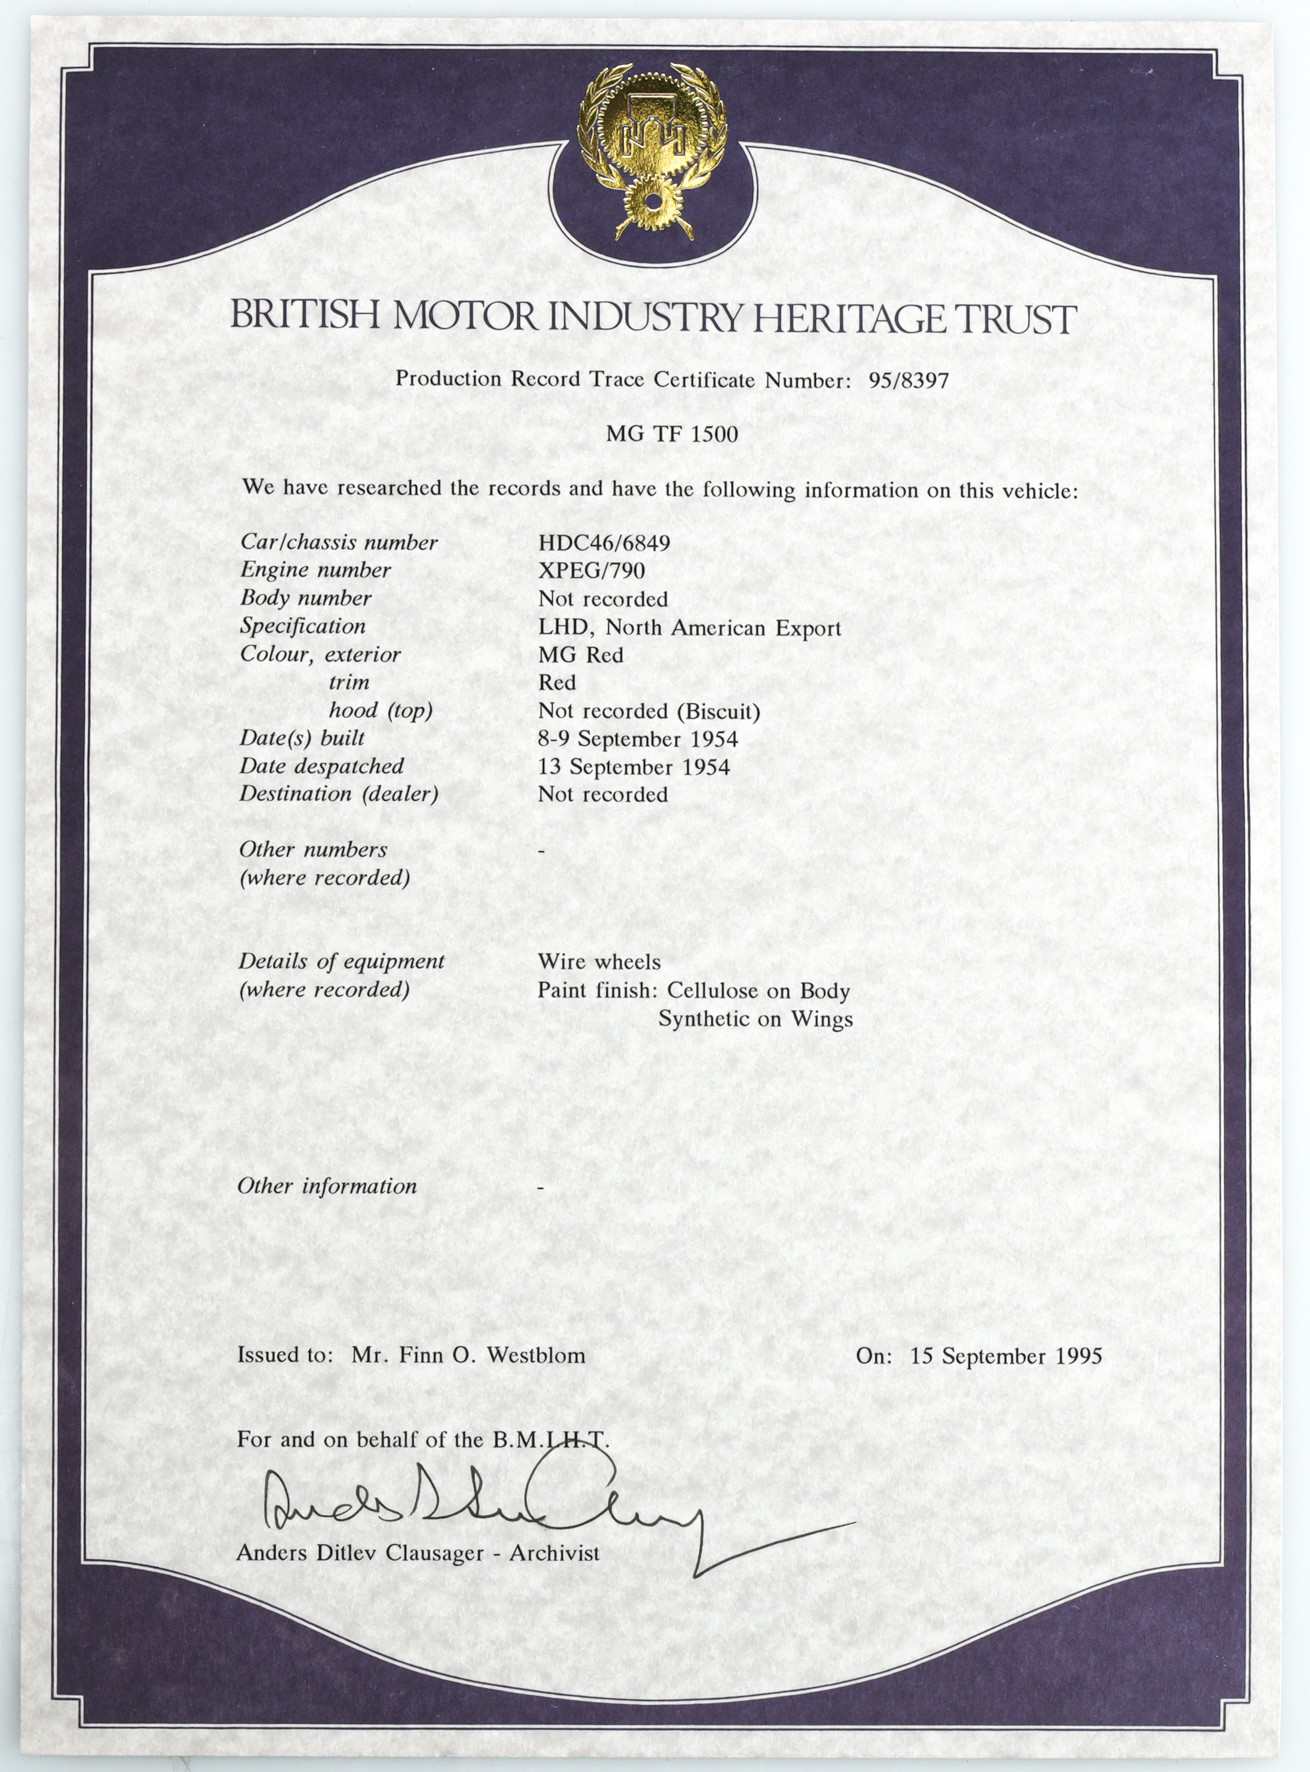 BRITISH MOTOR INDUSTRY HERITAGE TRUST
Production Record Trace Certificate Number: 95/8397
MG TF 1500
We have researched the records and have the following information on this vehicle:
Car/chassis number HDC46/6849
Engine number XPEG/790
Body number Not recorded
Specification LHD, North American Export
Colour, exterior MG Red
trim Red
hood (top) Not recorded (Biscuit)
Date(s) built 8-9 September 1954
Date despatched 13 September 1954
Destination (dealer) Not recorded
Other numbers -
(where recorded)
Details of equipment Wire wheels
(where recorded) Paint finish: Cellulose on Body
Synthetic on Wings
Other information -
Issued to: Mr. Finn O. Westblom On: 15 September 1995
For and on behalf of the B.M.I.H.T.
Anders Ditlev Clausager - Archivist